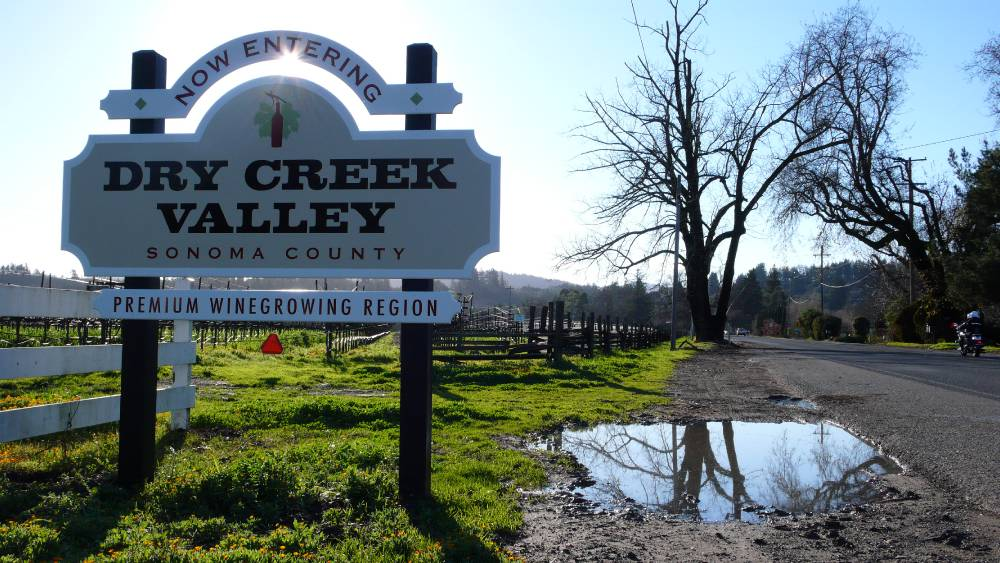 NOW ENTERING
DRY CREEK
VALLEY
SONOMA COUNTY
PREMIUM WINEGROWING REGION